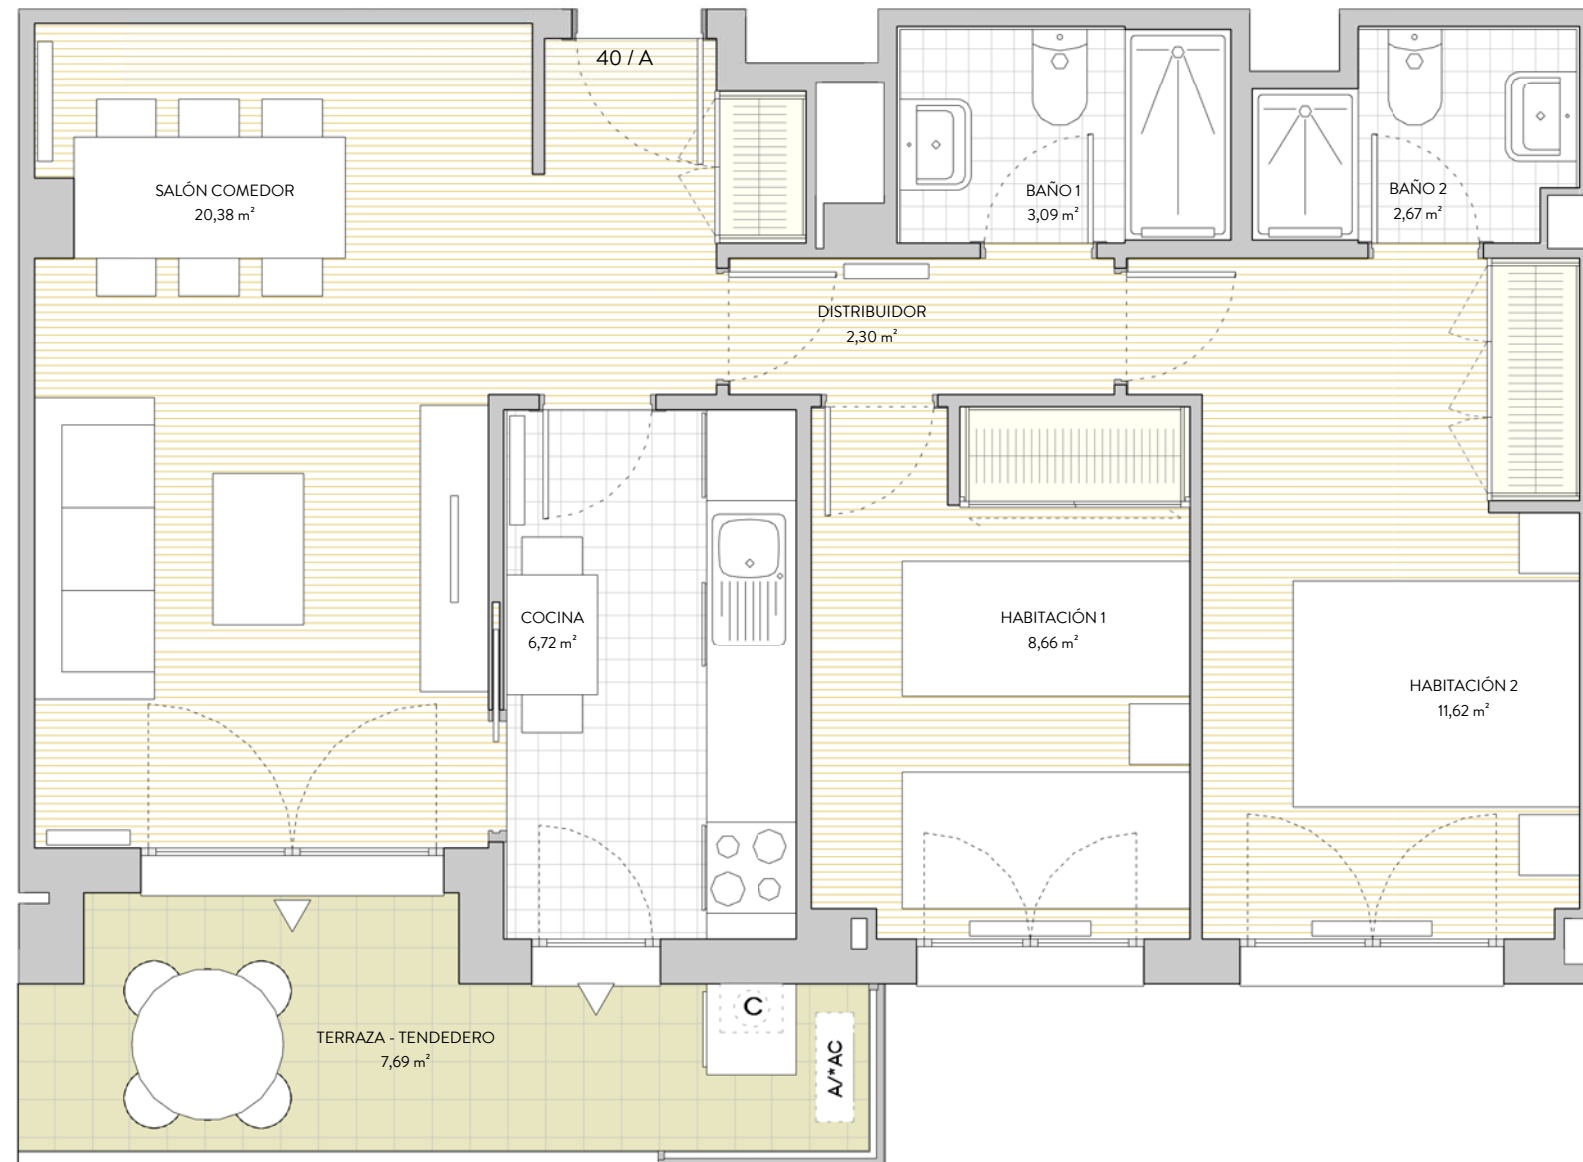 40 / A
SALÓN COMEDOR
20,38 m²
BAÑO 1
3,09 m²
BAÑO 2
2,67 m²
DISTRIBUIDOR
2,30 m²
COCINA
6,72 m²
HABITACIÓN 1
8,66 m²
HABITACIÓN 2
11,62 m²
TERRAZA - TENDEDERO
7,69 m²
C
A/*AC